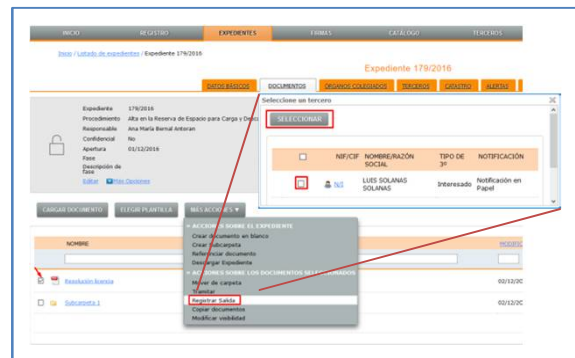 INICIO REGISTRO EXPEDIENTES FIRMAS CATÁLOGO TERCEROS
Inicio / Listado de expedientes / Expediente 179/2016
Expediente 179/2016
DATOS BÁSICOS DOCUMENTOS ÓRGANOS COLEGIADOS TERCEROS CATASTRO ALERTAS
Expediente 179/2016
Procedimiento Alta en la Reserva de Espacio para Carga y Desca
Responsable Ana María Bernal Antoran
Confidencial No
Apertura 01/12/2016
Fase
Descripción de fase
Editar Más Opciones
Seleccione un tercero
SELECCIONAR
NIF/CIF NOMBRE/RAZÓN SOCIAL TIPO DE 3º NOTIFICACIÓN
LUIS SOLANAS SOLANAS Interesado Notificación en Papel
CARGAR DOCUMENTO ELEGIR PLANTILLA MÁS ACCIONES
ACCIONES SOBRE EL EXPEDIENTE
Crear documento en blanco
Crear Subcarpeta
Referenciar documento
Descargar Expediente
ACCIONES SOBRE LOS DOCUMENTOS SELECCIONADOS
Mover de carpeta
Tramitar
Registrar Salida
Copiar documentos
Modificar visibilidad
NOMBRE MODIFIC
Resolución licencia 02/12/20
Subcarpeta 1 02/12/20